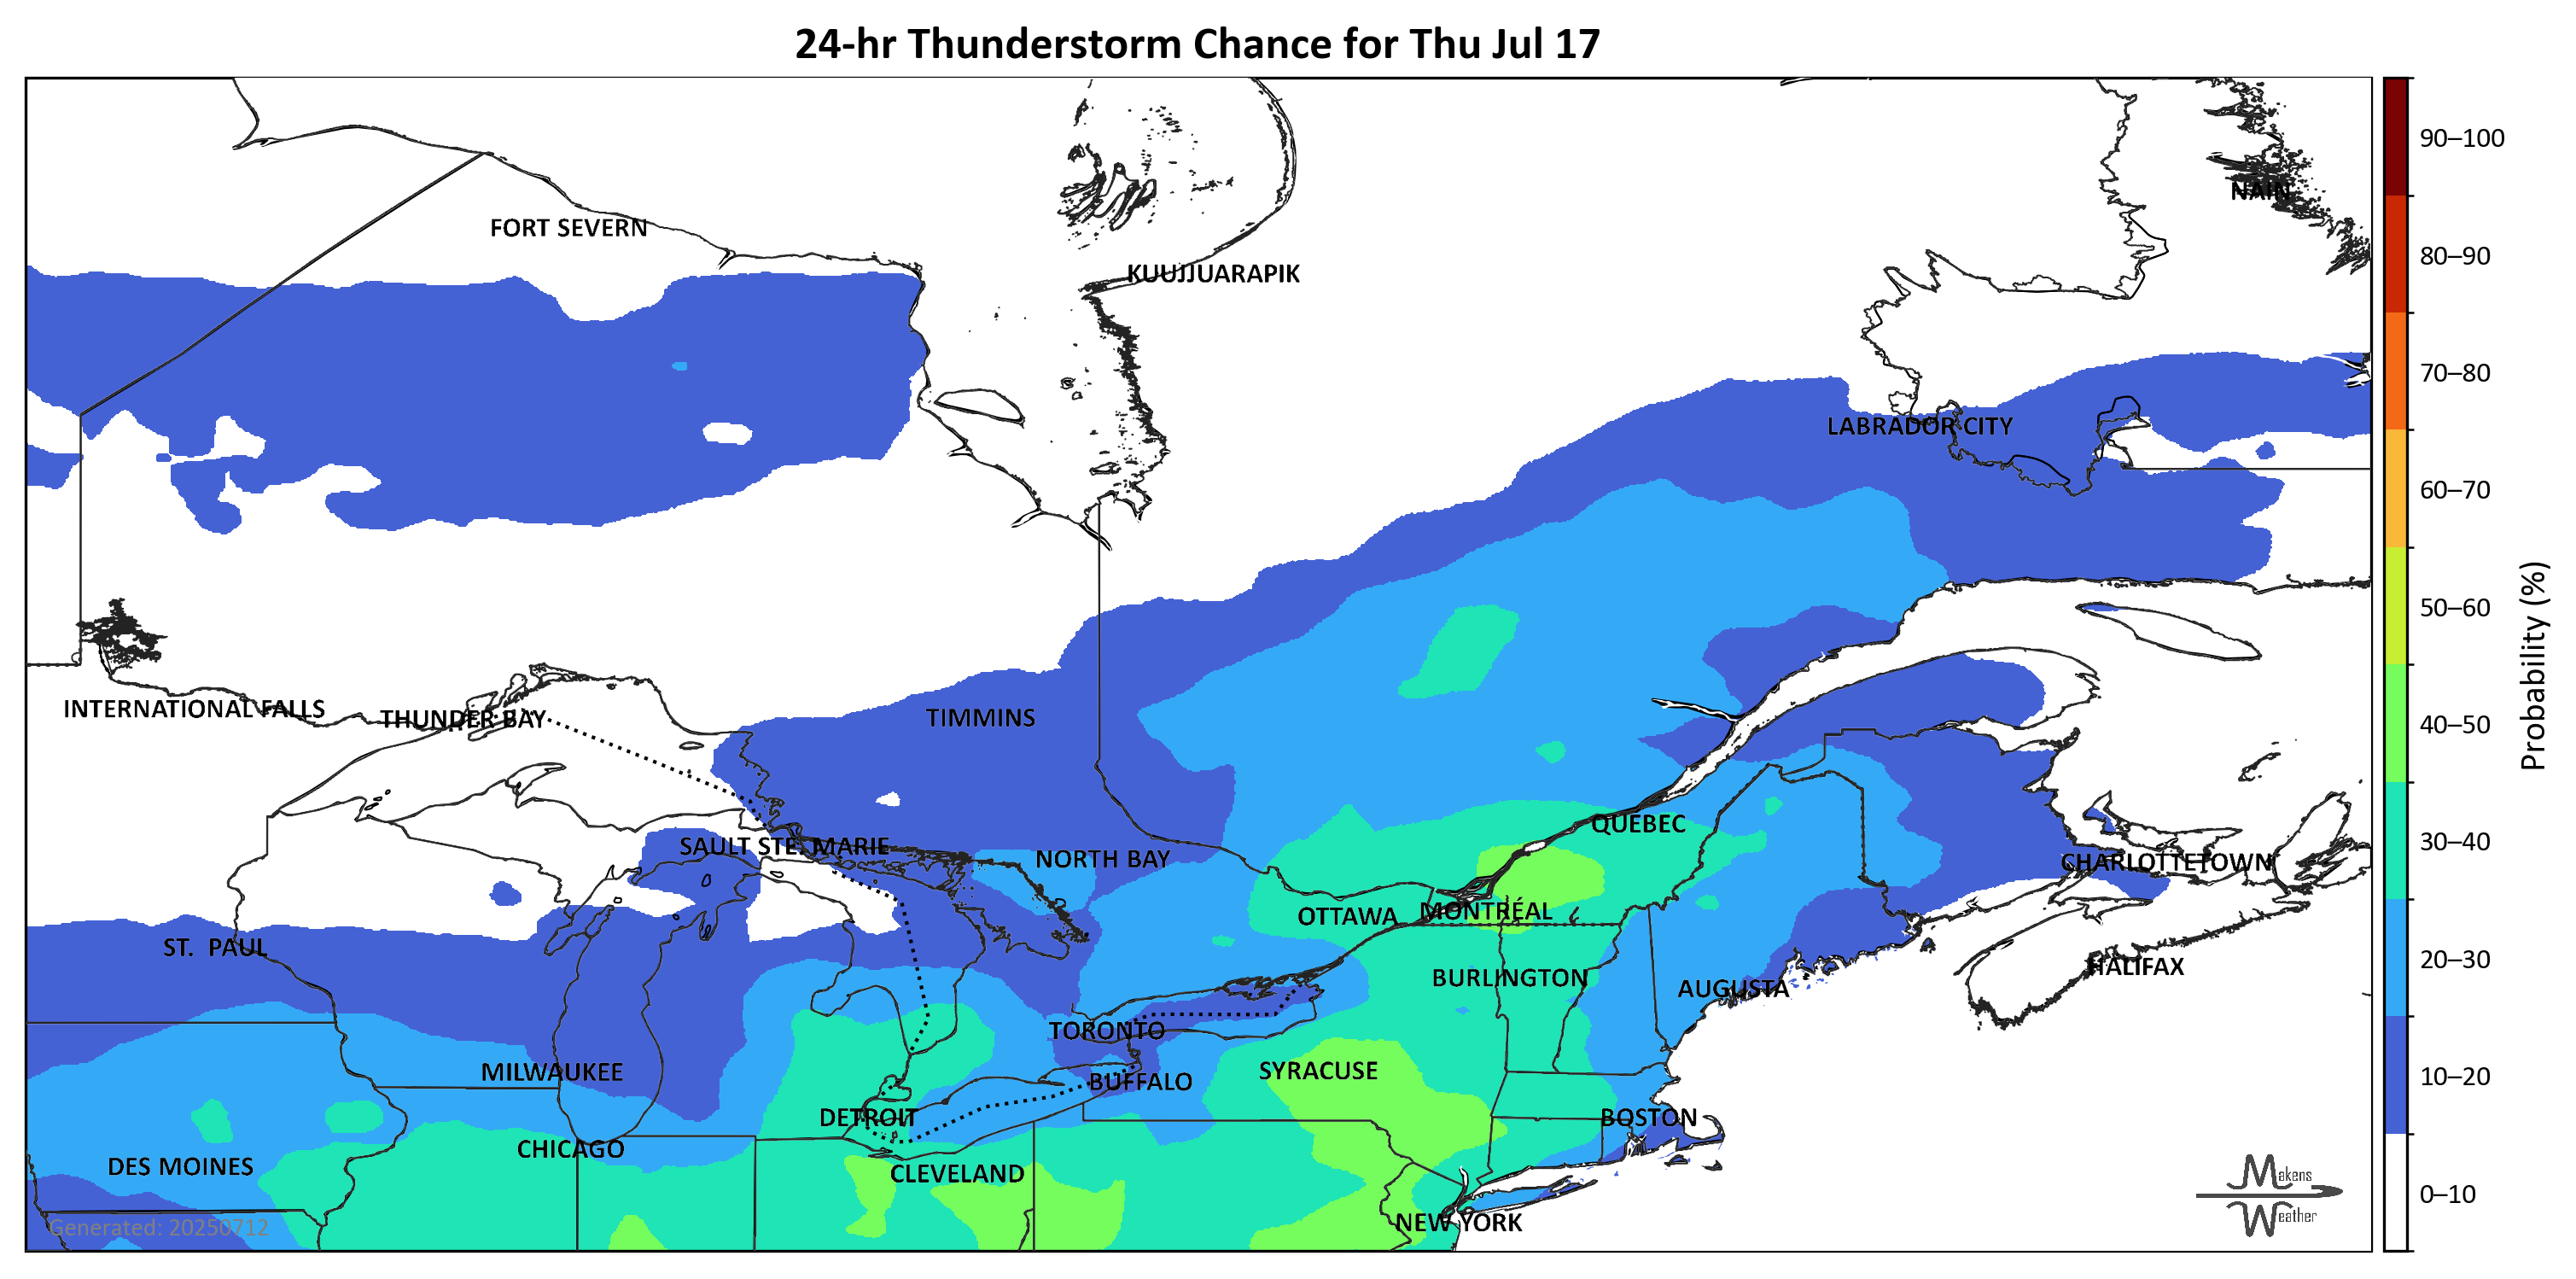 24-hr Thunderstorm Chance for Thu Jul 17
90–100
NAIN
FORT SEVERN
80–90
KUUJJUARAPIK
70–80
LABRADOR CITY
60–70
50–60
Probability (%)
INTERNATIONAL FALLS
THUNDER BAY
TIMMINS
40–50
QUEBEC
SAULT STE. MARIE
NORTH BAY
30–40
CHARLOTTETOWN
OTTAWA
MONTRÉAL
ST. PAUL
20–30
HALIFAX
BURLINGTON
AUGUSTA
TORONTO
MILWAUKEE
SYRACUSE
BUFFALO
10–20
DETROIT
BOSTON
CHICAGO
DES MOINES
CLEVELAND
Makens
Weather
0–10
NEW YORK
Generated: 20250712